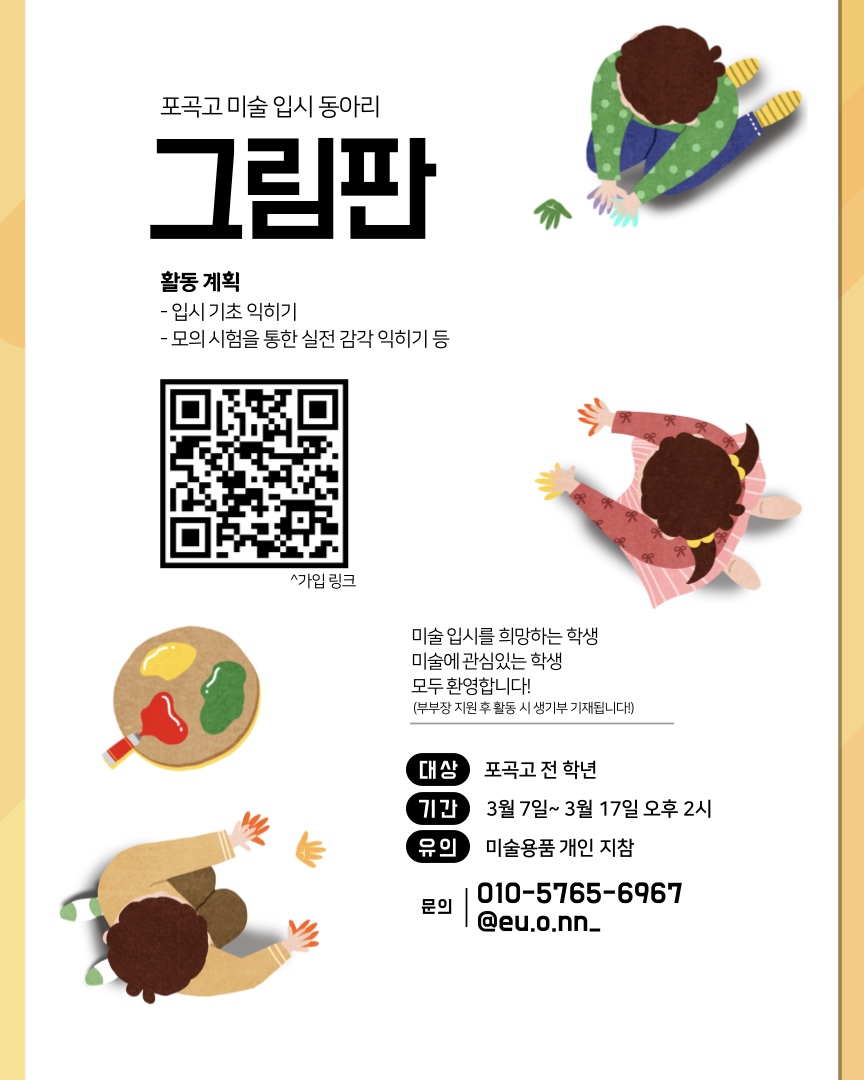 포곡고 미술 입시 동아리
그림판
활동 계획
- 입시 기초 익히기
- 모의 시험을 통한 실전 감각 익히기 등
^가입 링크
미술 입시를 희망하는 학생
미술에 관심있는 학생
모두 환영합니다!
(부부장 지원 후 활동 시 생기부 기재됩니다!)
대상 포곡고 전 학년
기간 3월 7일~ 3월 17일 오후 2시
유의 미술용품 개인 지참
문의 010-5765-6967
@eu.o.nn_